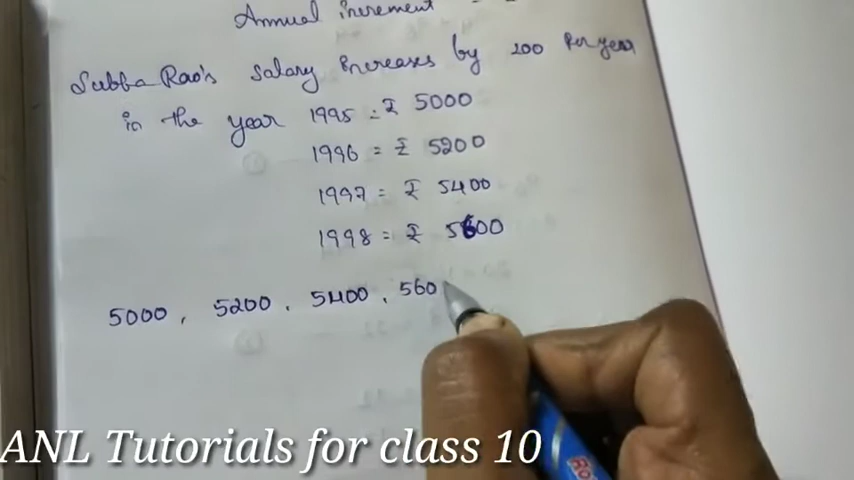 Annual increment =
Subba Rao's salary increases by 200 Per year
in the year 1995 = ₹ 5000
1996 = ₹ 5200
1997 = ₹ 5400
1998 = ₹ 5600
5000, 5200, 5400, 560
ANL Tutorials for class 10